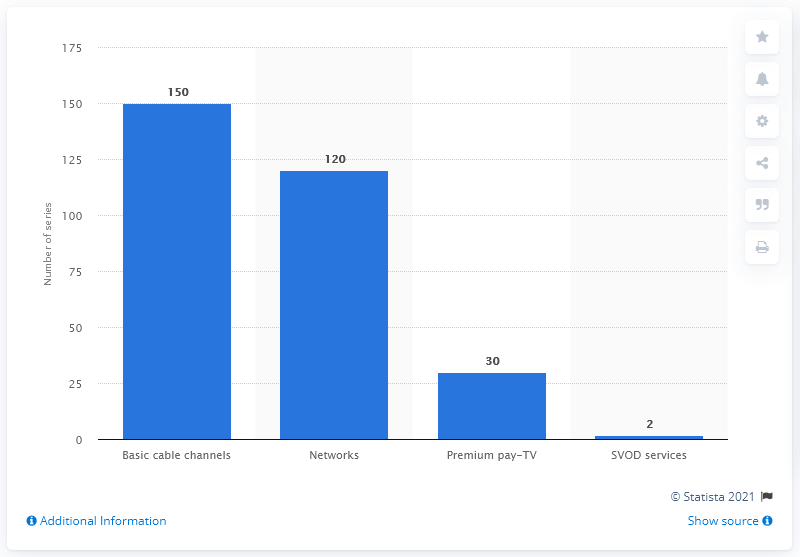 175
150
125
100
75
50
25
0
Number of series
150
120
30
2
Basic cable channels
Networks
Premium pay-TV
SVOD services
© Statista 2021
Additional Information
Show source